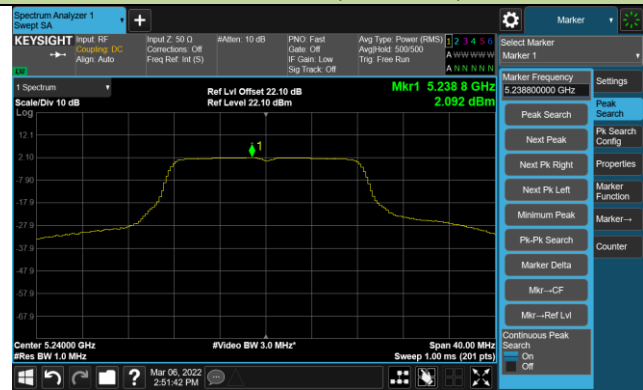 Spectrum Analyzer 1
Swept SA
+
Marker
KEYSIGHT
Input: RF
Coupling: DC
Align: Auto
Input Z: 50 Ω
Corrections: Off
Freq Ref: Int (S)
#Atten: 10 dB
PNO: Fast
Gate: Off
IF Gain: Low
Sig Track: Off
Avg Type: Power (RMS)
Avg|Hold: 500/500
Trig: Free Run
1 2 3 4 5 6
A W W W W W
A N N N N N
Select Marker
Marker 1
1 Spectrum
Scale/Div 10 dB
Log
Ref Lvl Offset 22.10 dB
Ref Level 22.10 dBm
Mkr1 5.238 8 GHz
2.092 dBm
12.1
2.10
-7.90
-17.9
-27.9
-37.9
-47.9
-57.9
-67.9
1
Center 5.24000 GHz
#Res BW 1.0 MHz
#Video BW 3.0 MHz*
Span 40.00 MHz
Sweep 1.00 ms (201 pts)
Marker Frequency
5.238800000 GHz
Peak Search
Next Peak
Next Pk Right
Next Pk Left
Minimum Peak
Pk-Pk Search
Marker Delta
Mkr→CF
Mkr→Ref Lvl
Continuous Peak
Search
On
Off
Settings
Peak
Search
Pk Search
Config
Properties
Marker
Function
Marker→
Counter
?
Mar 06, 2022
2:51:42 PM